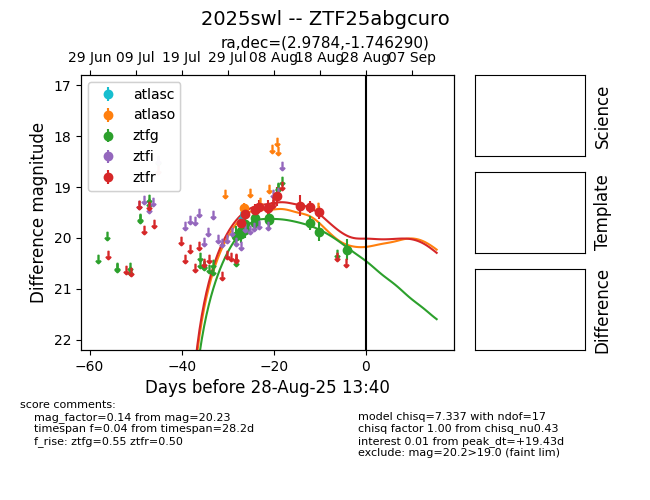 2025swl -- ZTF25abgcuro
ra,dec=(2.9784,-1.746290)
29 Jun 09 Jul 19 Jul 29 Jul 08 Aug 18 Aug 28 Aug 07 Sep
17
18
19
20
21
22
Difference magnitude
atlasc
atlaso
ztfg
ztfi
ztfr
−60 −40 −20 0
Days before 28-Aug-25 13:40
Science
Template
Difference
score comments:
mag_factor=0.14 from mag=20.23
timespan f=0.04 from timespan=28.2d
f_rise: ztfg=0.55 ztfr=0.50
model chisq=7.337 with ndof=17
chisq factor 1.00 from chisq_nu0.43
interest 0.01 from peak_dt=+19.43d
exclude: mag=20.2>19.0 (faint lim)